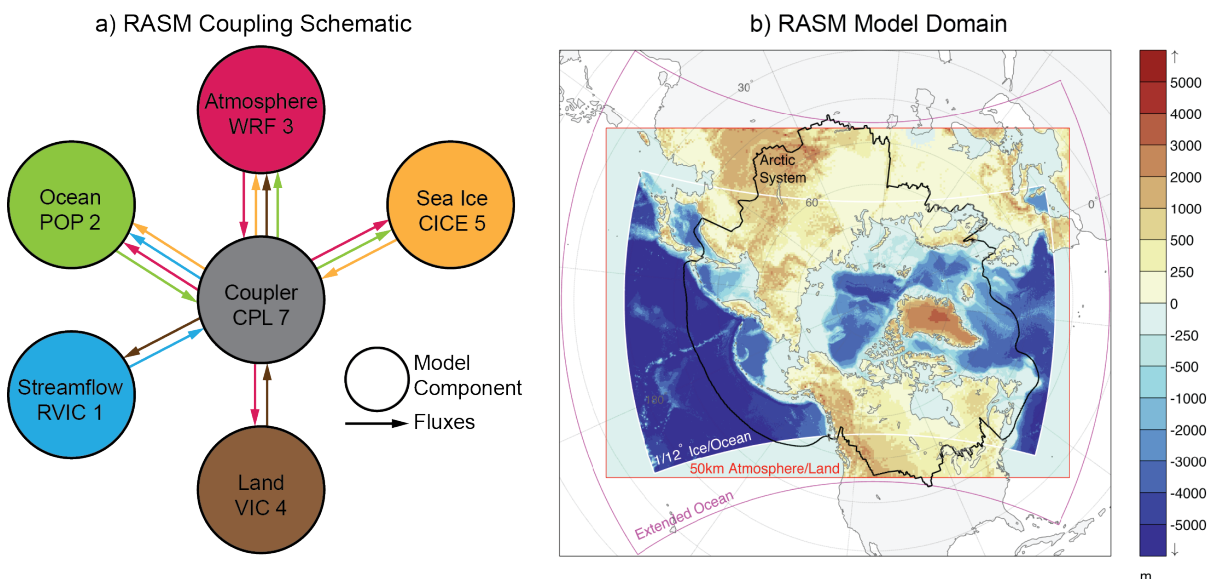 a) RASM Coupling Schematic
Atmosphere
WRF 3
Ocean
POP 2
Sea Ice
CICE 5
Coupler
CPL 7
Streamflow
RVIC 1
Land
VIC 4
Model
Component
Fluxes
b) RASM Model Domain
30
Arctic
System
60
0
180
1/12° Ice/Ocean
50km Atmosphere/Land
Extended Ocean
↑
5000
4000
3000
2000
1000
500
250
0
-250
-500
-1000
-2000
-3000
-4000
-5000
↓
m